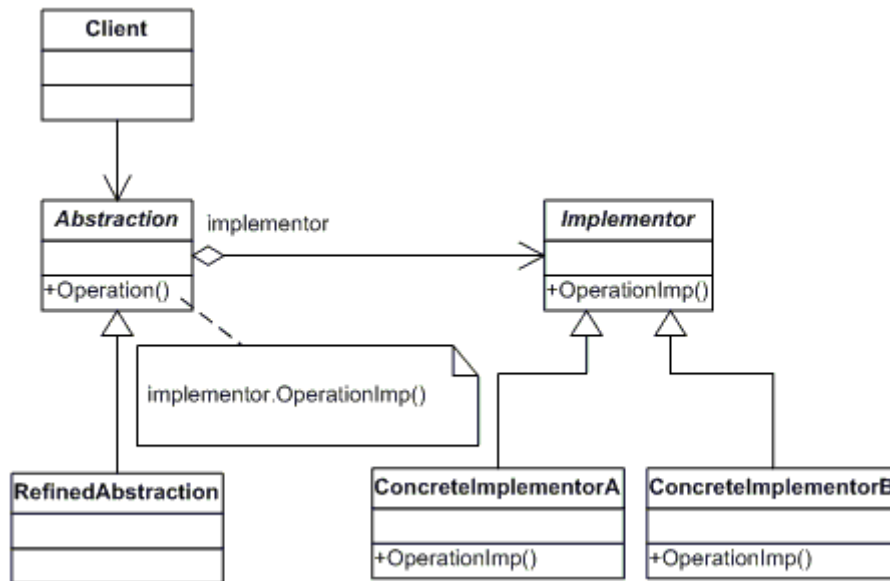 Client
Abstraction
implementor
Implementor
+Operation()
+OperationImp()
implementor.OperationImp()
RefinedAbstraction
ConcreteImplementorA
ConcreteImplementorB
+OperationImp()
+OperationImp()